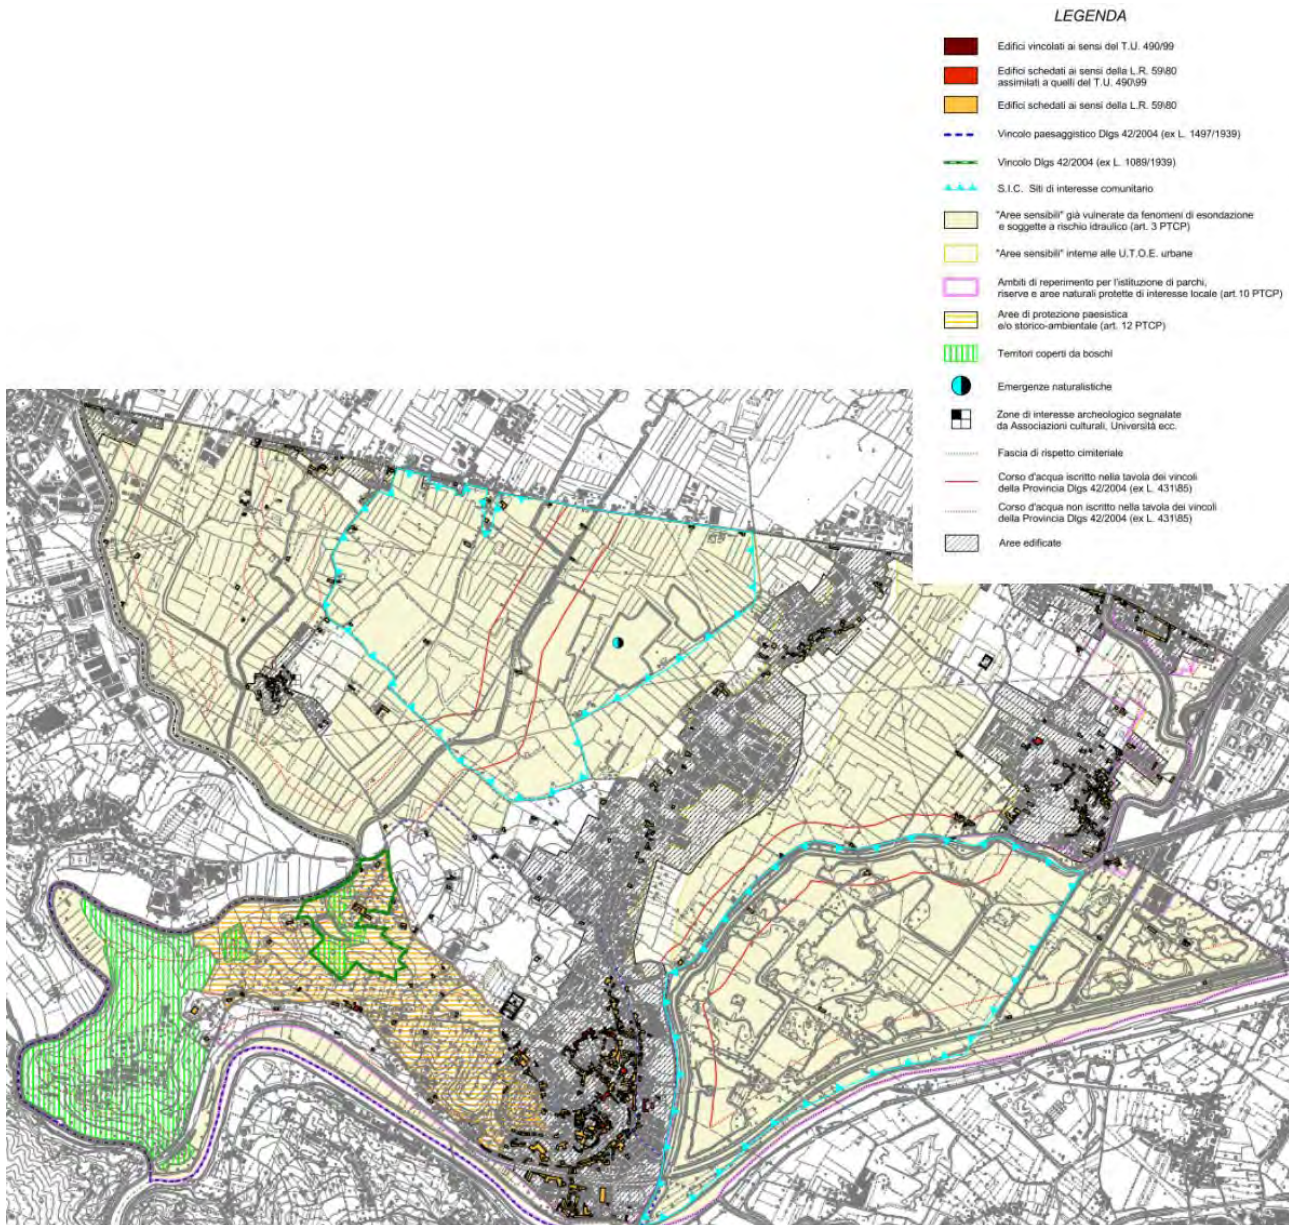 LEGENDA
Edifici vincolati ai sensi del T.U. 490/99
Edifici schedati ai sensi della L.R. 59\80
assimilati a quelli del T.U. 490\99
Edifici schedati ai sensi della L.R. 59\80
Vincolo paesaggistico Dlgs 42/2004 (ex L. 1497/1939)
Vincolo Dlgs 42/2004 (ex L. 1089/1939)
S.I.C. Siti di interesse comunitario
"Aree sensibili" già vulnerate da fenomeni di esondazione
e soggette a rischio idraulico (art. 3 PTCP)
"Aree sensibili" interne alle U.T.O.E. urbane
Ambiti di reperimento per l'istituzione di parchi,
riserve e aree naturali protette di interesse locale (art.10 PTCP)
Aree di protezione paesistica
e/o storico-ambientale (art. 12 PTCP)
Territori coperti da boschi
Emergenze naturalistiche
Zone di interesse archeologico segnalate
da Associazioni culturali, Università ecc.
Fascia di rispetto cimiteriale
Corso d'acqua iscritto nella tavola dei vincoli
della Provincia Dlgs 42/2004 (ex L. 431\85)
Corso d'acqua non iscritto nella tavola dei vincoli
della Provincia Dlgs 42/2004 (ex L. 431\85)
Aree edificate